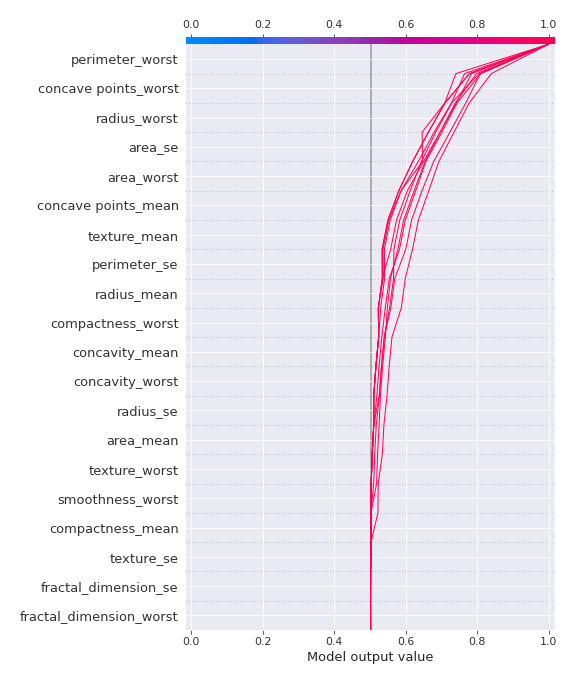 0.0 0.2 0.4 0.6 0.8 1.0
perimeter_worst
concave points_worst
radius_worst
area_se
area_worst
concave points_mean
texture_mean
perimeter_se
radius_mean
compactness_worst
concavity_mean
concavity_worst
radius_se
area_mean
texture_worst
smoothness_worst
compactness_mean
texture_se
fractal_dimension_se
fractal_dimension_worst
0.0 0.2 0.4 0.6 0.8 1.0
Model output value